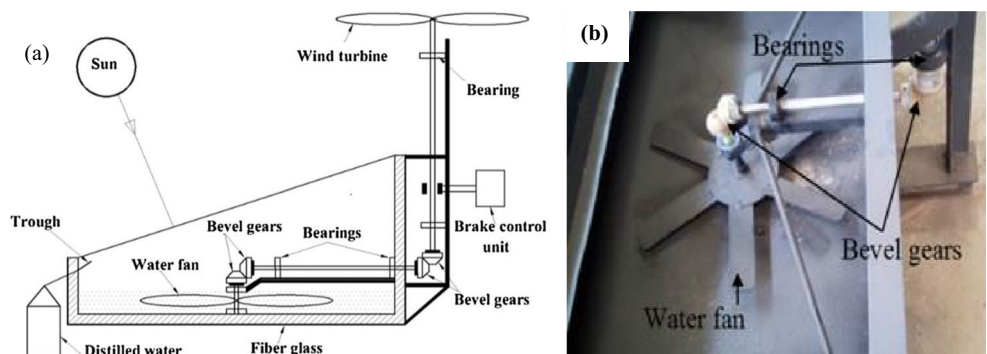 (a)
Sun
Wind turbine
Bearing
Trough
Bevel gears
Bearings
Brake control
unit
Water fan
Bevel gears
Distilled water
Fiber glass
(b)
Bearings
Bevel gears
Water fan